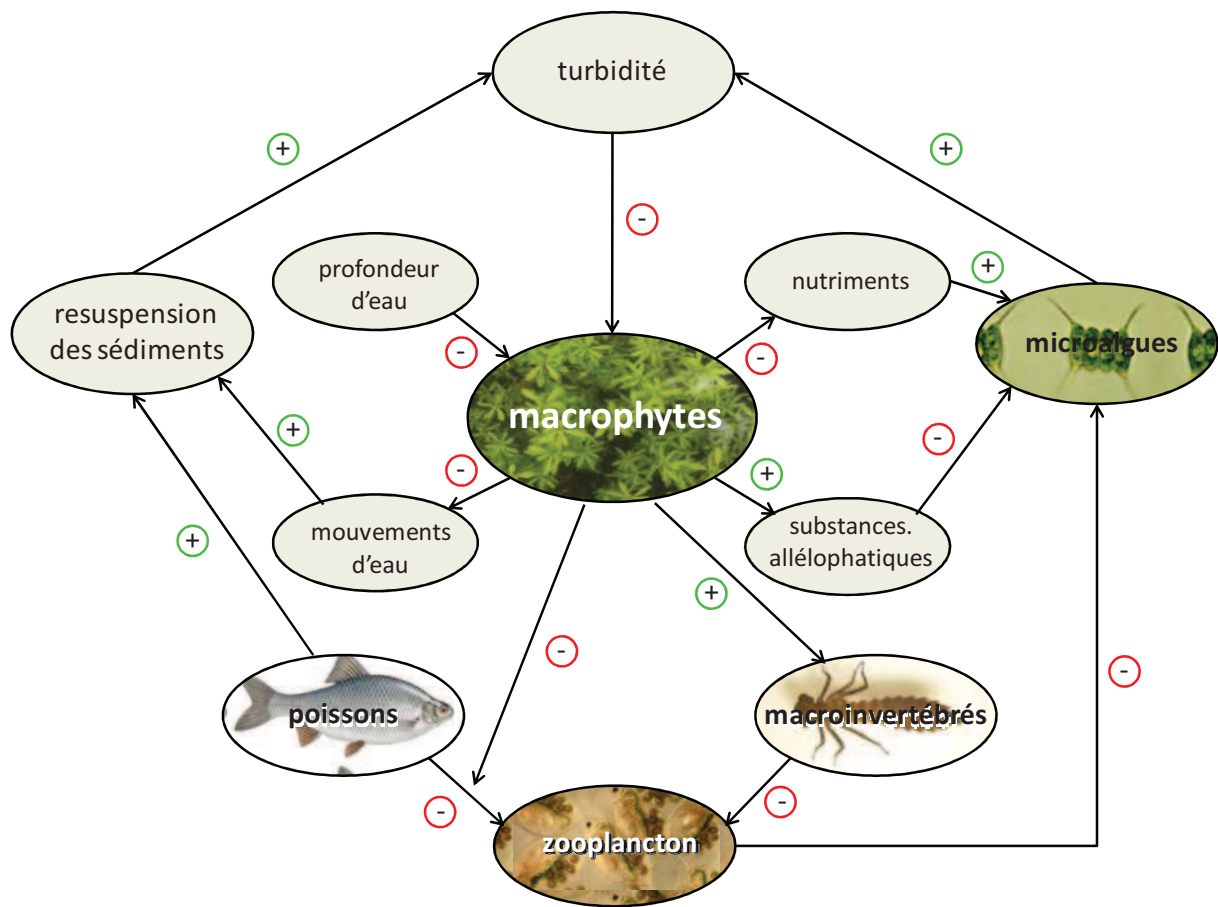 turbidité
+
+
-
profondeur
d'eau
nutriments
+
resuspension
des sédiments
microalgues
-
-
macrophytes
+
-
-
+
mouvements
d'eau
substances.
allélophatiques
+
+
-
-
poissons
macroinvertébrés
-
-
zooplancton